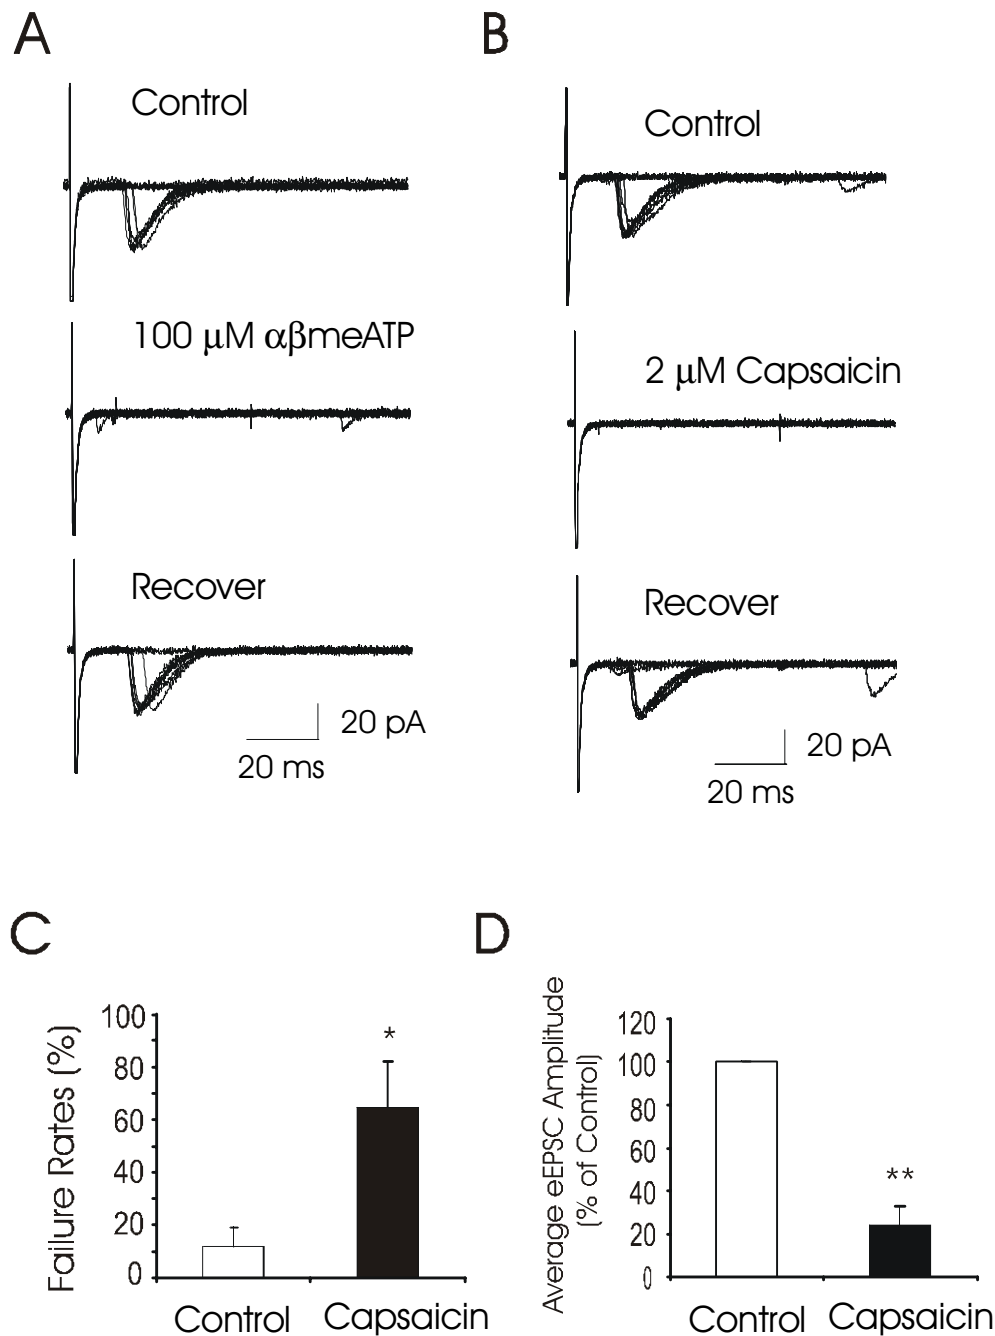 A
B
Control
Control
100 μM αβmeATP
2 μM Capsaicin
Recover
Recover
20 pA
20 ms
20 pA
20 ms
C
D
Failure Rates (%)
100
80
60
40
20
0
*
Control
Capsaicin
Average eEPSC Amplitude
(% of Control)
120
100
80
60
40
20
0
**
Control
Capsaicin